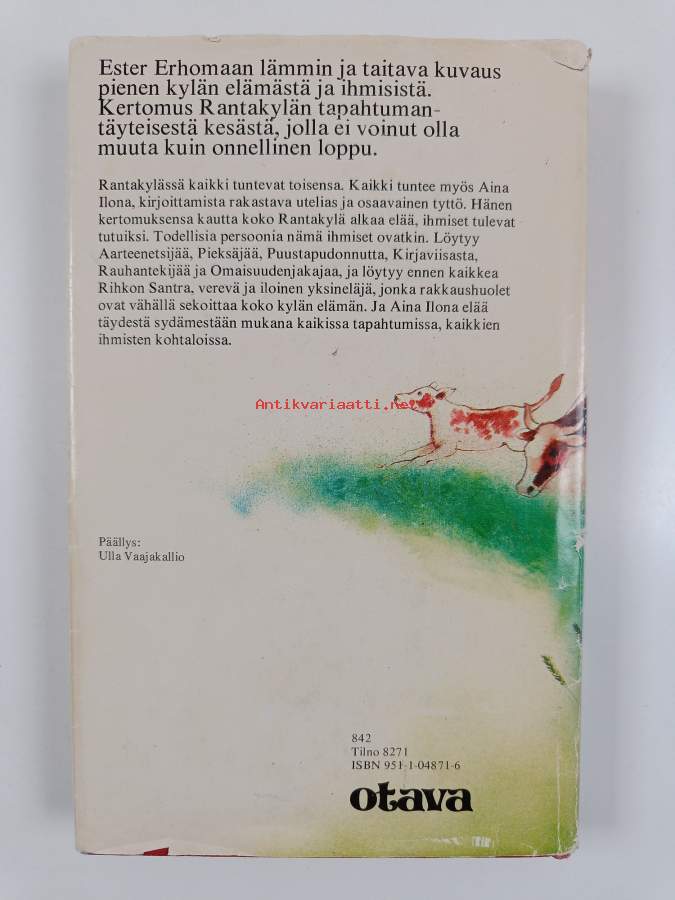 Ester Erhomaan lämmin ja taitava kuvaus
pienen kylän elämästä ja ihmisistä.
Kertomus Rantakylän tapahtuman-
täyteisestä kesästä, jolla ei voinut olla
muuta kuin onnellinen loppu.
Rantakylässä kaikki tuntevat toisensa. Kaikki tuntee myös Aina
Ilona, kirjoittamista rakastava utelias ja osaavainen tyttö. Hänen
kertomuksensa kautta koko Rantakylä alkaa elää, ihmiset tulevat
tutuiksi. Todellisia persoonia nämä ihmiset ovatkin. Löytyy
Aarteenetsijää, Pieksäjää, Puustapudonnutta, Kirjaviisasta,
Rauhantekijää ja Omaisuudenjakajaa, ja löytyy ennen kaikkea
Rihkon Santra, verevä ja iloinen yksineläjä, jonka rakkaushuolet
ovat vähällä sekoittaa koko kylän elämän. Ja Aina Ilona elää
täydestä sydämestään mukana kaikissa tapahtumissa, kaikkien
ihmisten kohtaloissa.
Antikvariaatti.net
Päällys:
Ulla Vaajakallio
842
Tilno 8271
ISBN 951-1-04871-6
otava